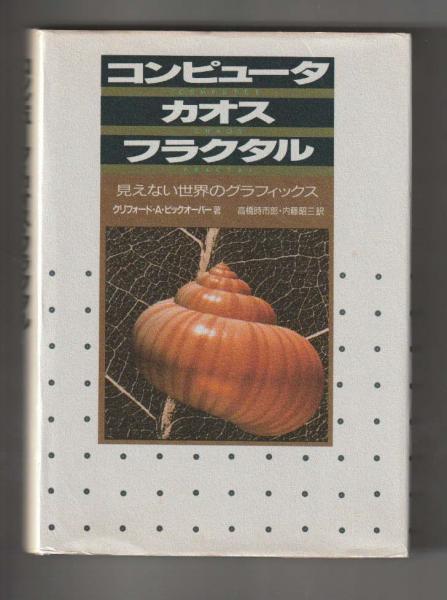 コンピュータ
COMPUTER
カオス
CHAOS
フラクタル
FRACTAL
見えない世界のグラフィックス
クリフォード・A・ピックオーバー 著
高橋時市郎・内藤昭三 訳